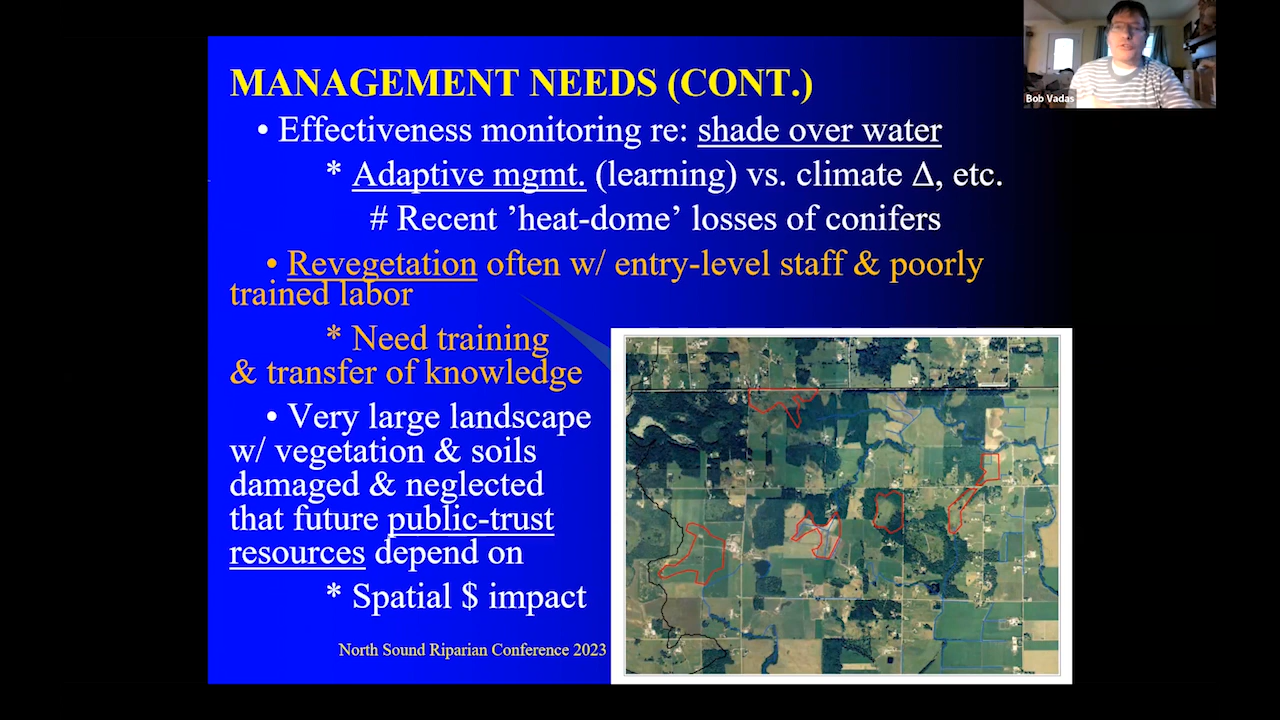 Bob Vadas
MANAGEMENT NEEDS (CONT.)
• Effectiveness monitoring re: shade over water
* Adaptive mgmt. (learning) vs. climate Δ, etc.
# Recent ’heat-dome’ losses of conifers
• Revegetation often w/ entry-level staff & poorly
trained labor
* Need training
& transfer of knowledge
• Very large landscape
w/ vegetation & soils
damaged & neglected
that future public-trust
resources depend on
* Spatial $ impact
North Sound Riparian Conference 2023